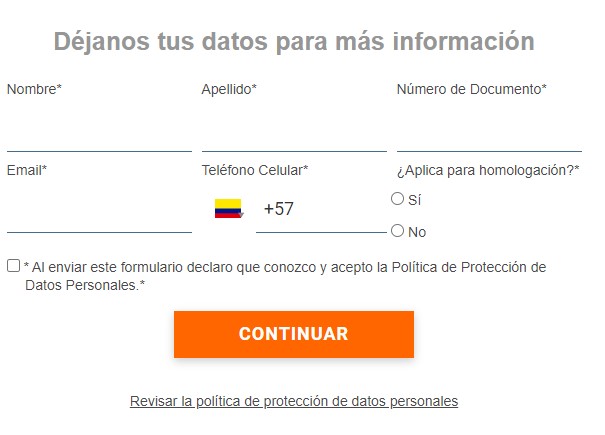 Déjanos tus datos para más información
Nombre*
Apellido*
Número de Documento*
Email*
Teléfono Celular*
¿Aplica para homologación?*
+57
Sí
No
* Al enviar este formulario declaro que conozco y acepto la Política de Protección de
Datos Personales.*
CONTINUAR
Revisar la política de protección de datos personales